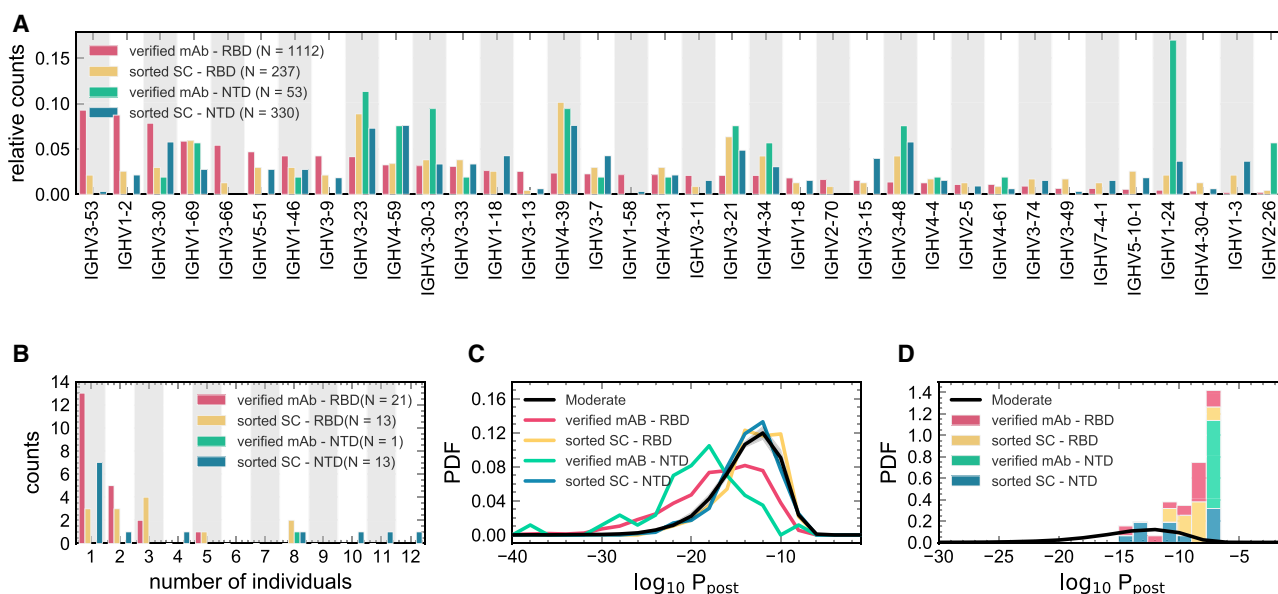 A
relative counts
0.15
0.10
0.05
0.00
verified mAb - RBD (N = 1112)
sorted SC - RBD (N = 237)
verified mAb - NTD (N = 53)
sorted SC - NTD (N = 330)
IGHV3-53
IGHV1-2
IGHV3-30
IGHV1-69
IGHV3-66
IGHV5-51
IGHV1-46
IGHV3-9
IGHV3-23
IGHV4-59
IGHV3-30-3
IGHV3-33
IGHV1-18
IGHV3-13
IGHV4-39
IGHV3-7
IGHV1-58
IGHV4-31
IGHV3-11
IGHV3-21
IGHV4-34
IGHV1-8
IGHV2-70
IGHV3-15
IGHV3-48
IGHV4-4
IGHV2-5
IGHV4-61
IGHV3-74
IGHV3-49
IGHV7-4-1
IGHV5-10-1
IGHV1-24
IGHV4-30-4
IGHV1-3
IGHV2-26
B
counts
14
12
10
8
6
4
2
0
verified mAb - RBD(N = 21)
sorted SC - RBD(N = 13)
verified mAb - NTD(N = 1)
sorted SC - NTD(N = 13)
1 2 3 4 5 6 7 8 9 10 11 12
number of individuals
C
PDF
0.16
0.12
0.08
0.04
0.00
Moderate
verified mAB - RBD
sorted SC - RBD
verified mAB - NTD
sorted SC - NTD
-40 -30 -20 -10
log10 Ppost
D
PDF
1.4
1.2
1.0
0.8
0.6
0.4
0.2
0.0
Moderate
verified mAb - RBD
sorted SC - RBD
verified mAb - NTD
sorted SC - NTD
-30 -25 -20 -15 -10 -5
log10 Ppost